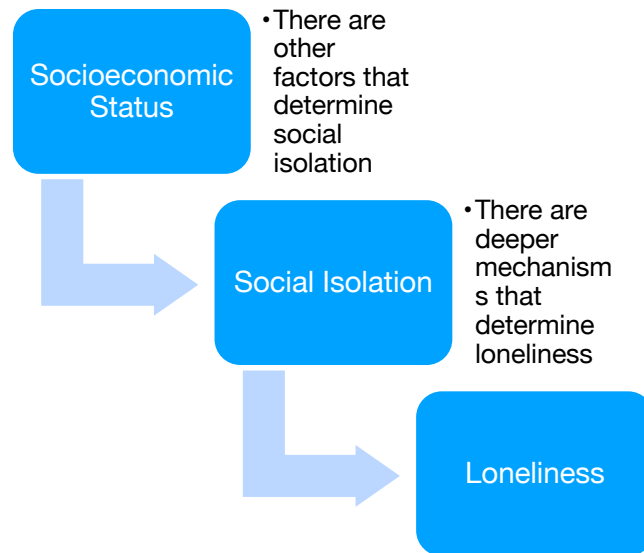 Socioeconomic
Status
• There are
other
factors that
determine
social
isolation
Social Isolation
• There are
deeper
mechanism
s that
determine
loneliness
Loneliness